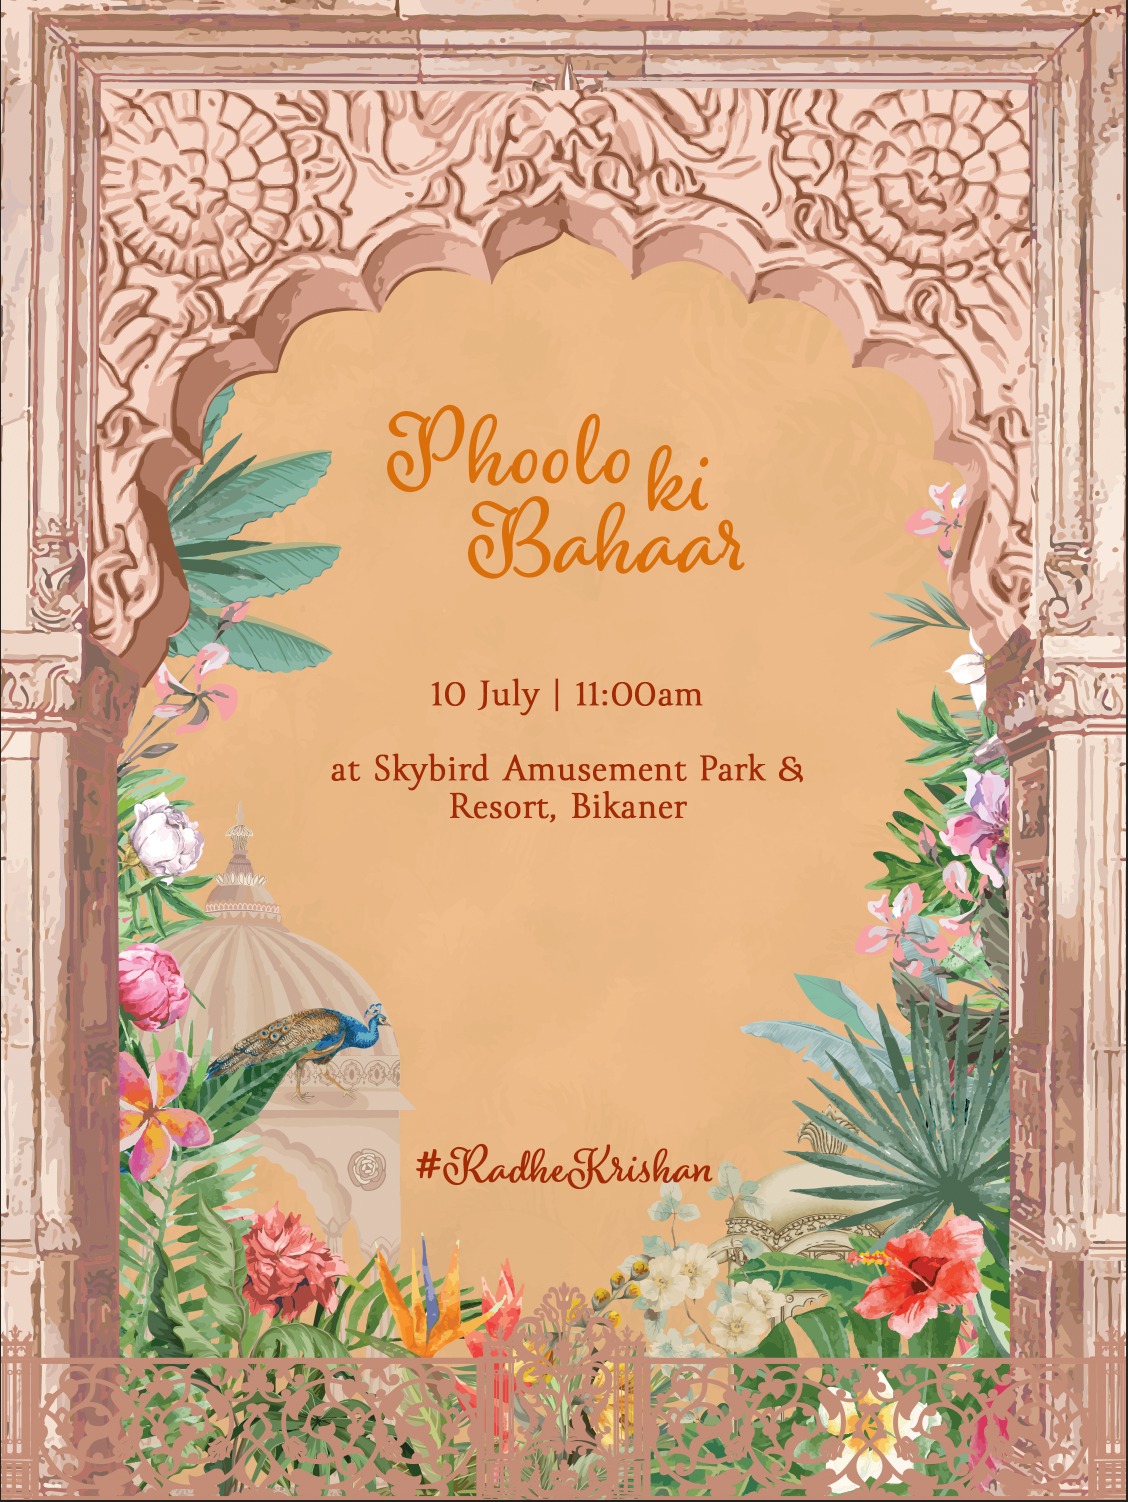 Phoolo ki
Bahaar
10 July | 11:00am
at Skybird Amusement Park &
Resort, Bikaner
#RadheKrishan